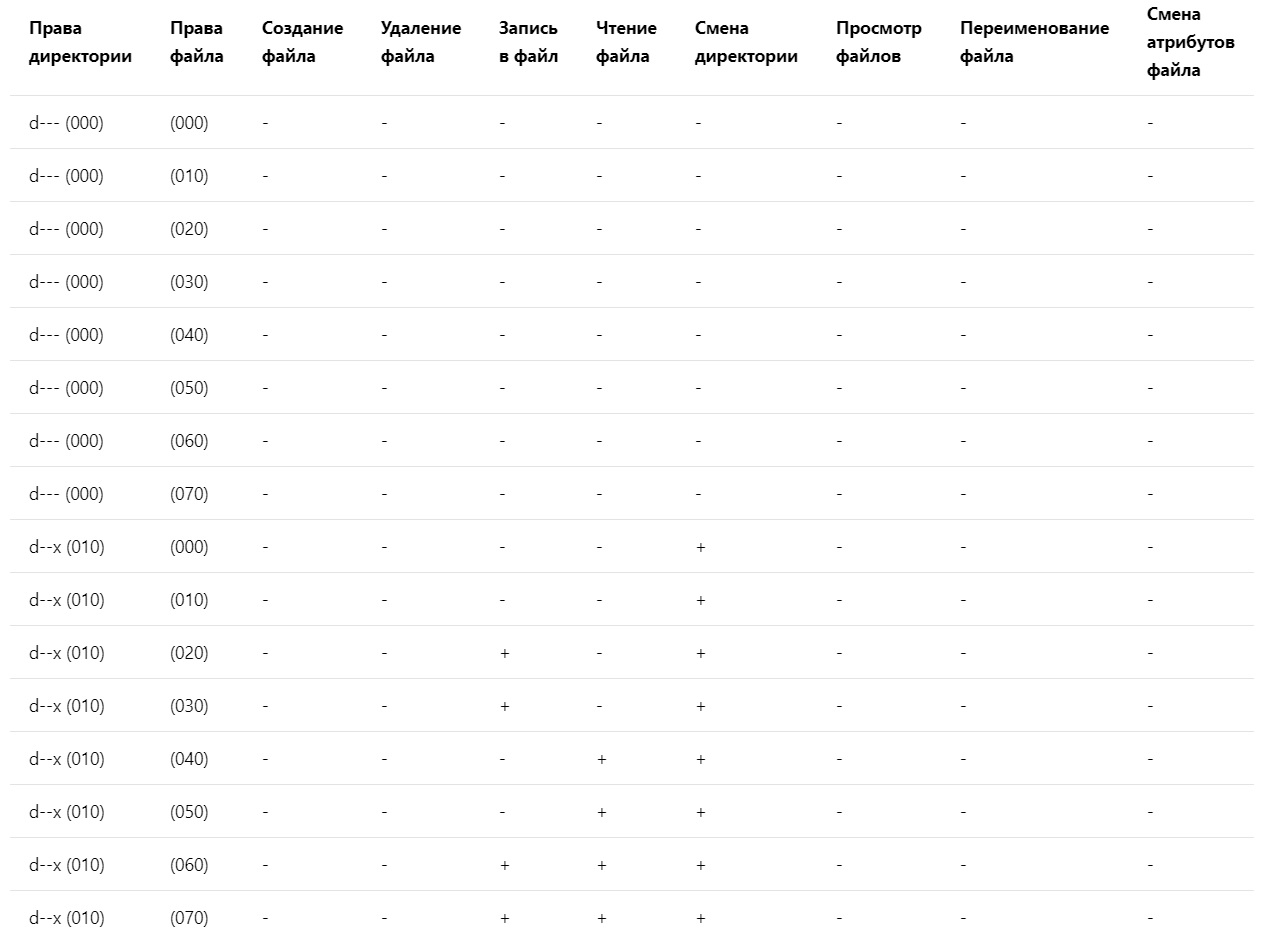 Права директории | Права файла | Создание файла | Удаление файла | Запись в файл | Чтение файла | Смена директории | Просмотр файлов | Переименование файла | Смена атрибутов файла
d--- (000) (000) - - - - - - - -
d--- (000) (010) - - - - - - - -
d--- (000) (020) - - - - - - - -
d--- (000) (030) - - - - - - - -
d--- (000) (040) - - - - - - - -
d--- (000) (050) - - - - - - - -
d--- (000) (060) - - - - - - - -
d--- (000) (070) - - - - - - - -
d--x (010) (000) - - - - + - - -
d--x (010) (010) - - - - + - - -
d--x (010) (020) - - + - + - - -
d--x (010) (030) - - + - + - - -
d--x (010) (040) - - - + + - - -
d--x (010) (050) - - - + + - - -
d--x (010) (060) - - + + + - - -
d--x (010) (070) - - + + + - - -